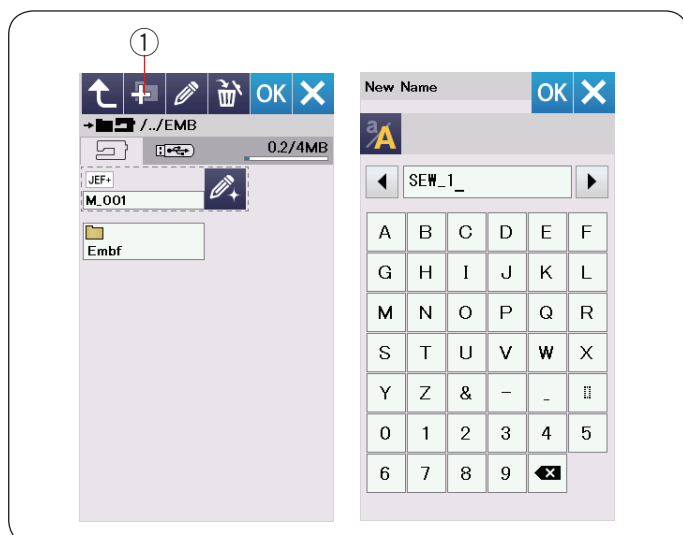 ①
OK
→ /../EMB
0.2/4MB
JEF+
M_001
Embf
New Name
OK
a/A
SEW_1_
A B C D E F
G H I J K L
M N O P Q R
S T U V W X
Y Z & – _
0 1 2 3 4 5
6 7 8 9